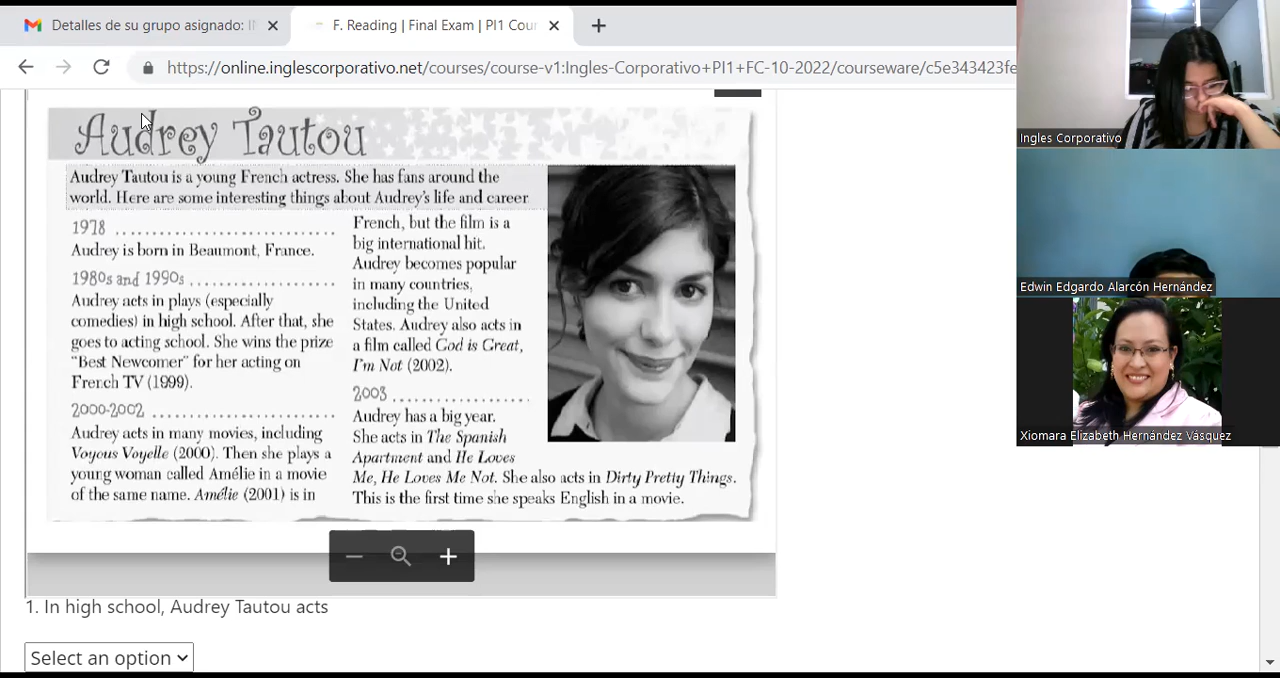 Detalles de su grupo asignado: I
F. Reading | Final Exam | PI1 Cour
https://online.inglescorporativo.net/courses/course-v1:Ingles-Corporativo+PI1+FC-10-2022/courseware/c5e343423fe
Ingles Corporativo
Edwin Edgardo Alarcón Hernández
Xiomara Elizabeth Hernández Vásquez
Audrey Tautou
Audrey Tautou is a young French actress. She has fans around the
world. Here are some interesting things about Audrey's life and career
1978
Audrey is born in Beaumont, France.
1980s and 1990s
Audrey acts in plays (especially
comedies) in high school. After that, she
goes to acting school. She wins the prize
"Best Newcomer" for her acting on
French TV (1999).
2000-2002
Audrey acts in many movies, including
Voyous Voyelle (2000). Then she plays a
young woman called Amélie in a movie
of the same name. Amélie (2001) is in
French, but the film is a
big international hit.
Audrey becomes popular
in many countries,
including the United
States. Audrey also acts in
a film called God is Great,
I'm Not (2002).
2003
Audrey has a big year.
She acts in The Spanish
Apartment and He Loves
Me, He Loves Me Not. She also acts in Dirty Pretty Things.
This is the first time she speaks English in a movie.
1. In high school, Audrey Tautou acts
Select an option